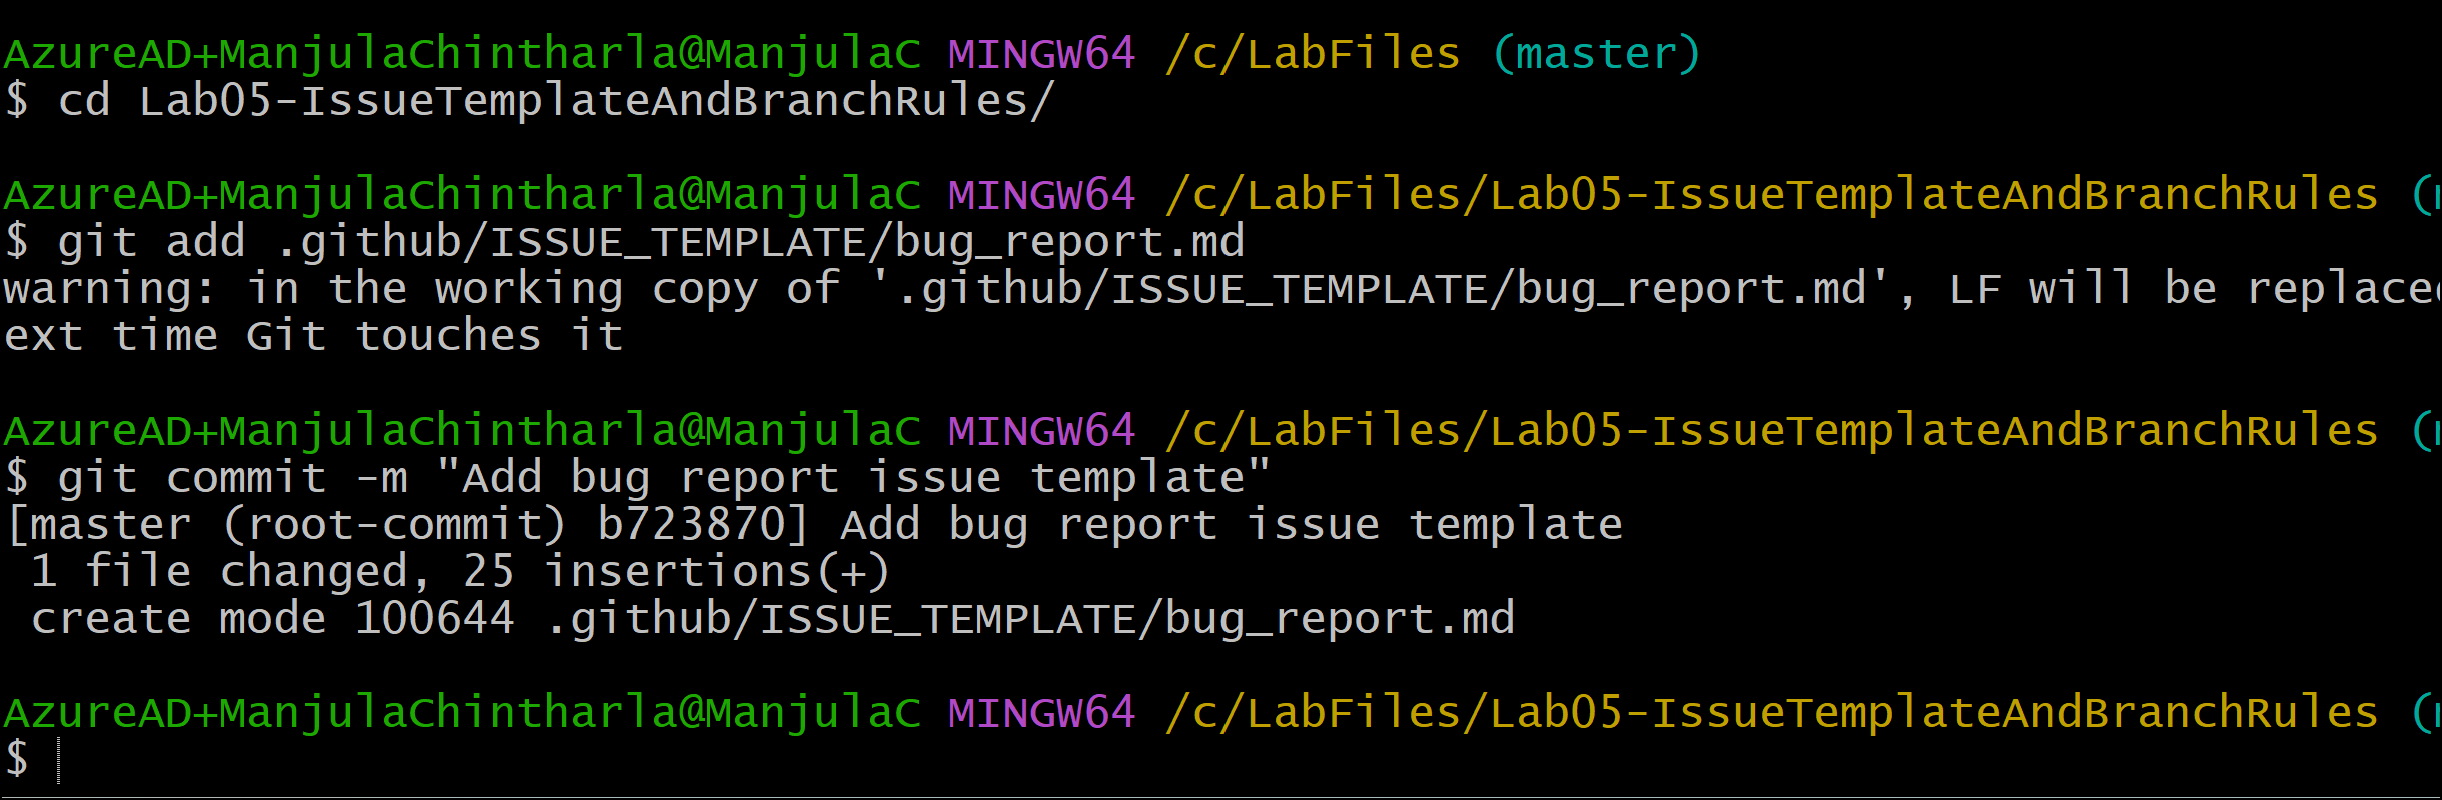 AzureAD+ManjulaChintharla@ManjulaC MINGW64 /c/LabFiles (master)
$ cd Lab05-IssueTemplateAndBranchRules/
AzureAD+ManjulaChintharla@ManjulaC MINGW64 /c/LabFiles/Lab05-IssueTemplateAndBranchRules (
$ git add .github/ISSUE_TEMPLATE/bug_report.md
warning: in the working copy of '.github/ISSUE_TEMPLATE/bug_report.md', LF will be replace
ext time Git touches it
AzureAD+ManjulaChintharla@ManjulaC MINGW64 /c/LabFiles/Lab05-IssueTemplateAndBranchRules (
$ git commit -m "Add bug report issue template"
[master (root-commit) b723870] Add bug report issue template
1 file changed, 25 insertions(+)
create mode 100644 .github/ISSUE_TEMPLATE/bug_report.md
AzureAD+ManjulaChintharla@ManjulaC MINGW64 /c/LabFiles/Lab05-IssueTemplateAndBranchRules (
$